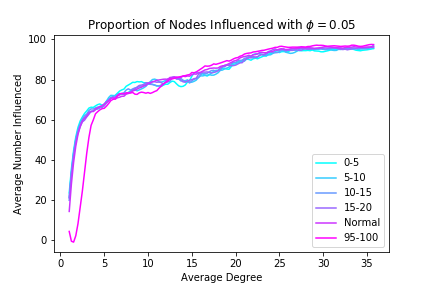 Proportion of Nodes Influenced with ϕ = 0.05
100
80
60
40
20
0
Average Number Influenced
0-5
5-10
10-15
15-20
Normal
95-100
0 5 10 15 20 25 30 35
Average Degree